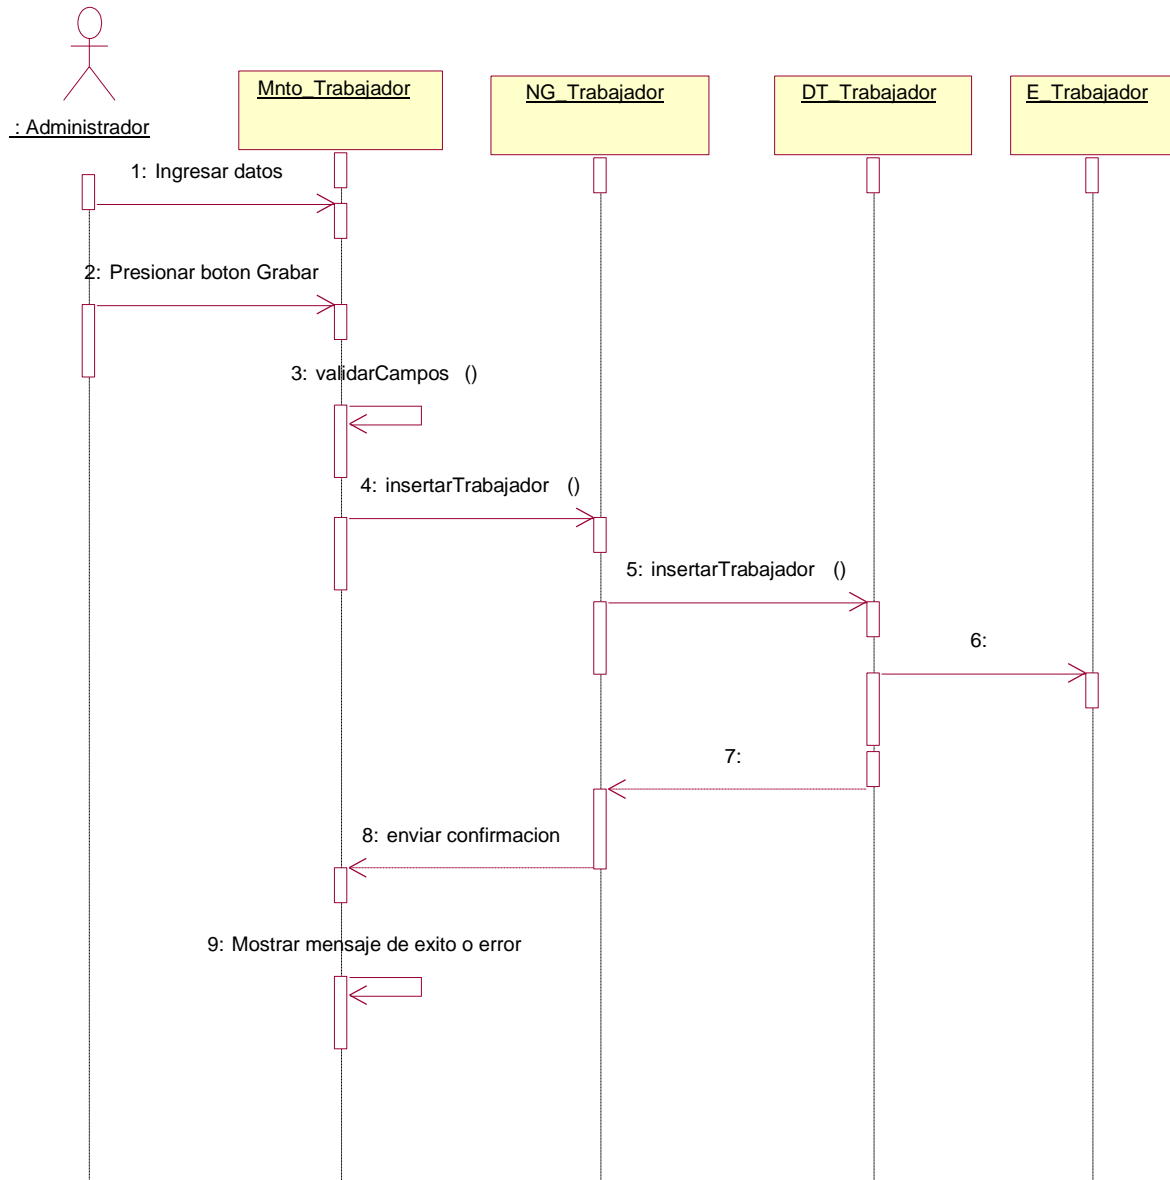 : Administrador
Mnto_Trabajador
NG_Trabajador
DT_Trabajador
E_Trabajador
1: Ingresar datos
2: Presionar boton Grabar
3: validarCampos ()
4: insertarTrabajador ()
5: insertarTrabajador ()
6:
7:
8: enviar confirmacion
9: Mostrar mensaje de exito o error